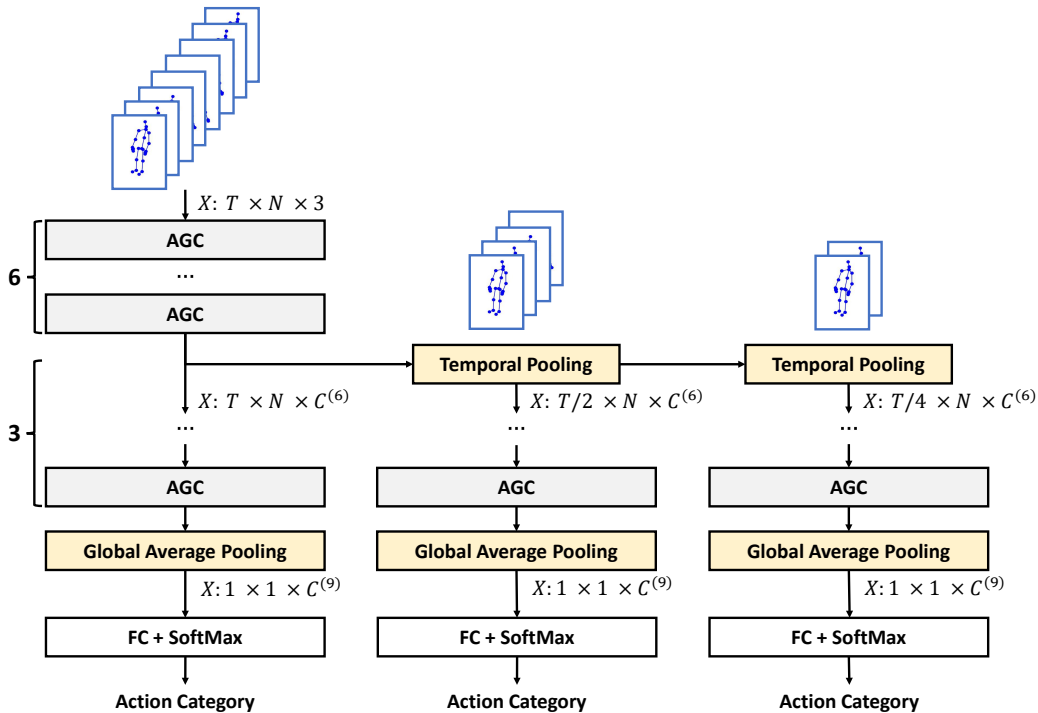 X: T × N × 3
AGC
...
6
AGC
Temporal Pooling
Temporal Pooling
X: T × N × C⁽⁶⁾
X: T/2 × N × C⁽⁶⁾
X: T/4 × N × C⁽⁶⁾
3
...
...
...
AGC
AGC
AGC
Global Average Pooling
Global Average Pooling
Global Average Pooling
X: 1 × 1 × C⁽⁹⁾
X: 1 × 1 × C⁽⁹⁾
X: 1 × 1 × C⁽⁹⁾
FC + SoftMax
FC + SoftMax
FC + SoftMax
Action Category
Action Category
Action Category